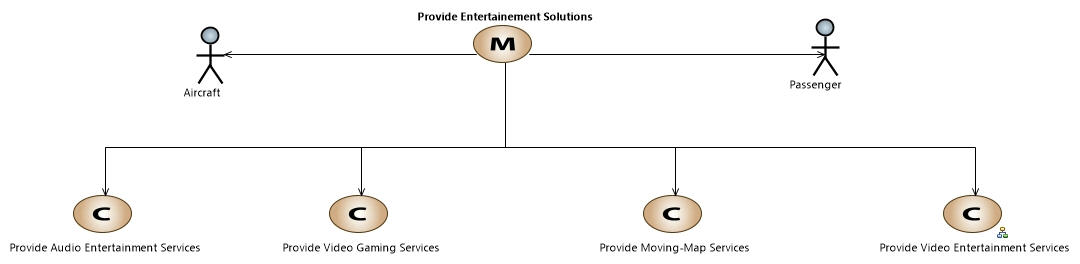 Provide Entertainement Solutions
M
Aircraft
Passenger
C
C
C
C
Provide Audio Entertainment Services
Provide Video Gaming Services
Provide Moving-Map Services
Provide Video Entertainment Services